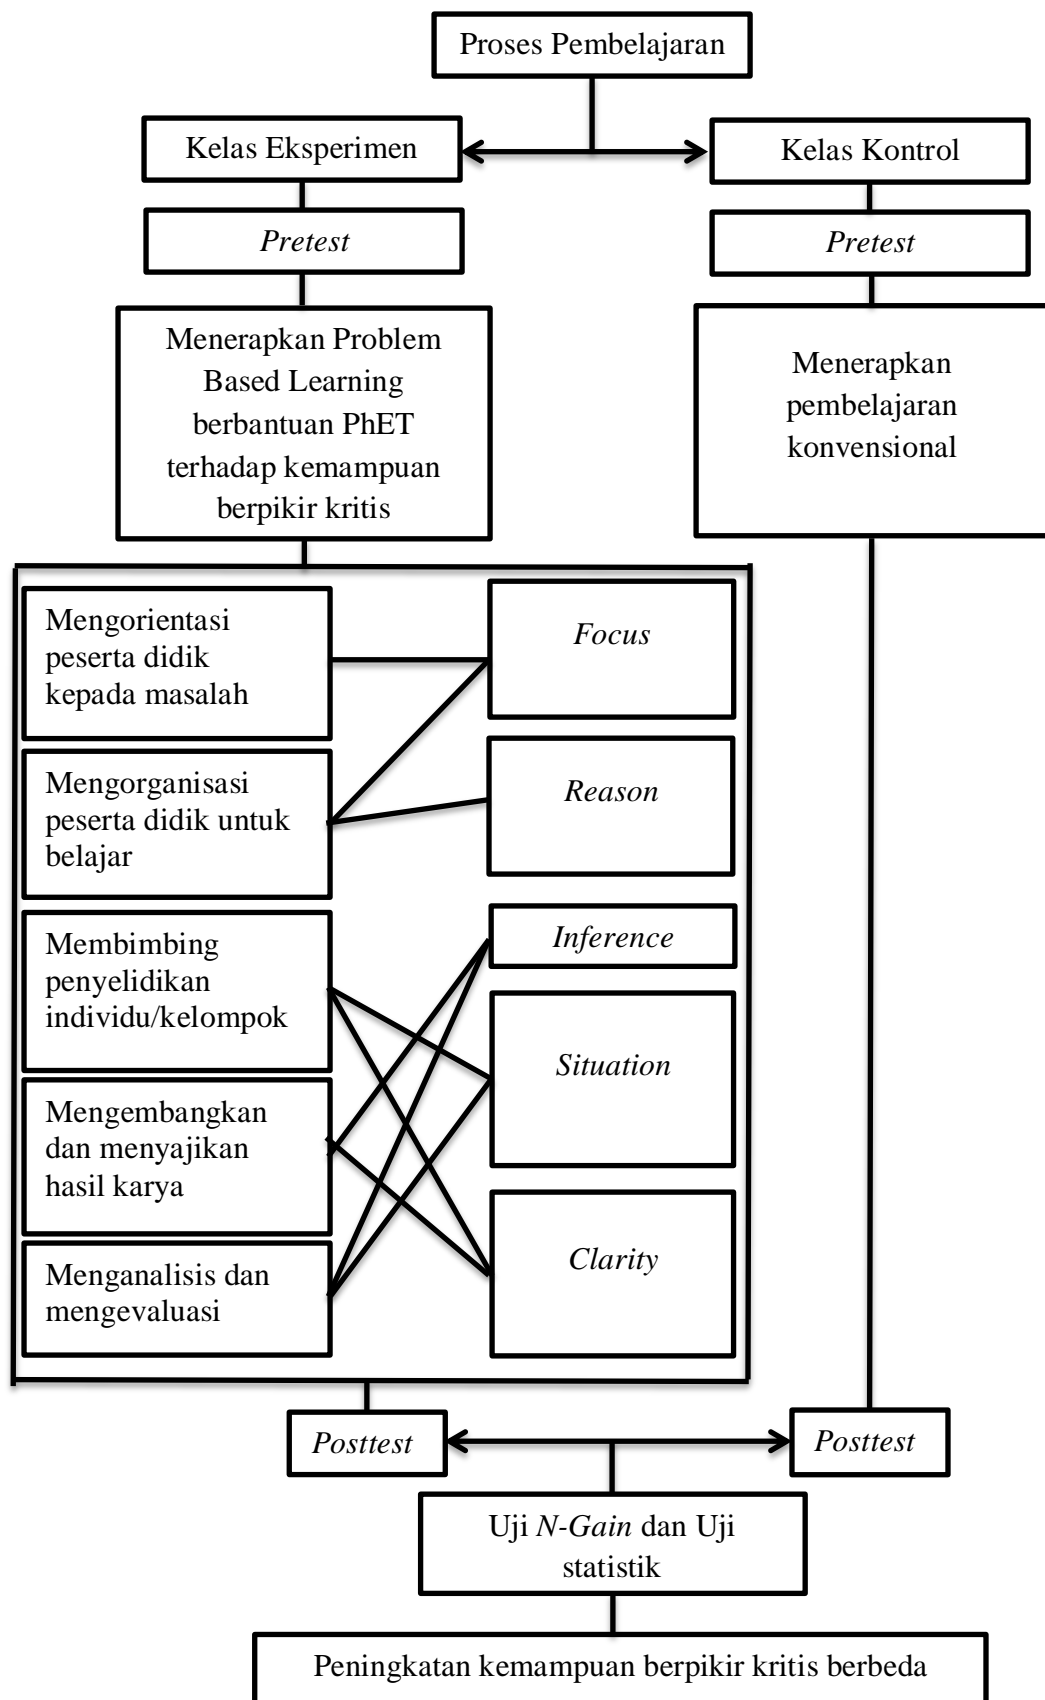 Proses Pembelajaran
Kelas Eksperimen
Kelas Kontrol
Pretest
Pretest
Menerapkan Problem
Based Learning
berbantuan PhET
terhadap kemampuan
berpikir kritis
Menerapkan
pembelajaran
konvensional
Mengorientasi
peserta didik
kepada masalah
Focus
Mengorganisasi
peserta didik untuk
belajar
Reason
Membimbing
penyelidikan
individu/kelompok
Inference
Situation
Mengembangkan
dan menyajikan
hasil karya
Clarity
Menganalisis dan
mengevaluasi
Posttest
Posttest
Uji N-Gain dan Uji
statistik
Peningkatan kemampuan berpikir kritis berbeda